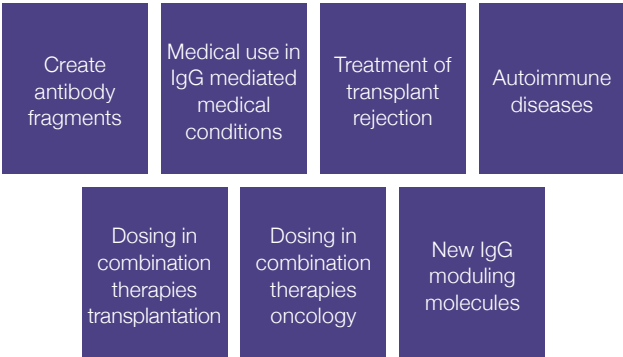 Create
antibody
fragments
Medical use in
IgG mediated
medical
conditions
Treatment of
transplant
rejection
Autoimmune
diseases
Dosing in
combination
therapies
transplantation
Dosing in
combination
therapies
oncology
New IgG
moduling
molecules